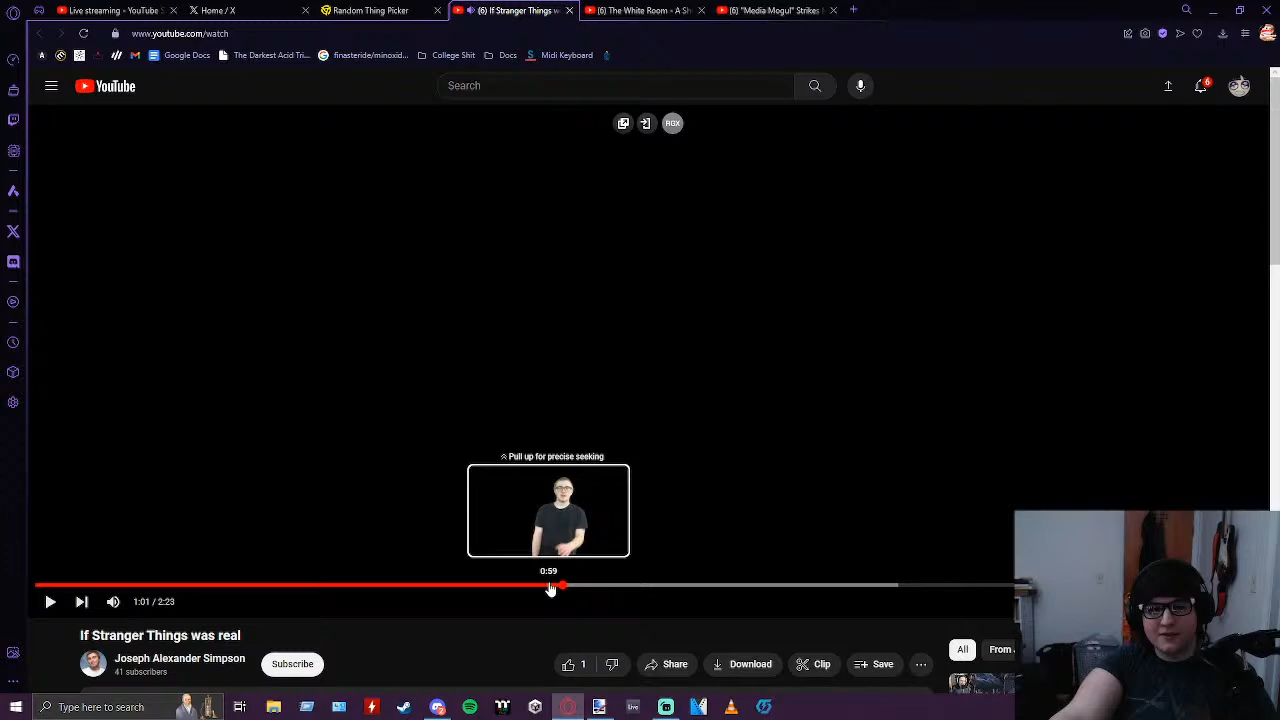 Live streaming - YouTube S
Home / X
Random Thing Picker
(6) If Stranger Things w
(6) The White Room - A Sh
(6) "Media Mogul" Strikes
www.youtube.com/watch
Google Docs
The Darkest Acid Tri...
finasteride/minoxid...
College Shit
Docs
Midi Keyboard
YouTube
Search
6
RGX
Pull up for precise seeking
0:59
1:01 / 2:23
If Stranger Things was real
Joseph Alexander Simpson
41 subscribers
Subscribe
1
Share
Download
Clip
Save
All
From J
Type here to search
Live